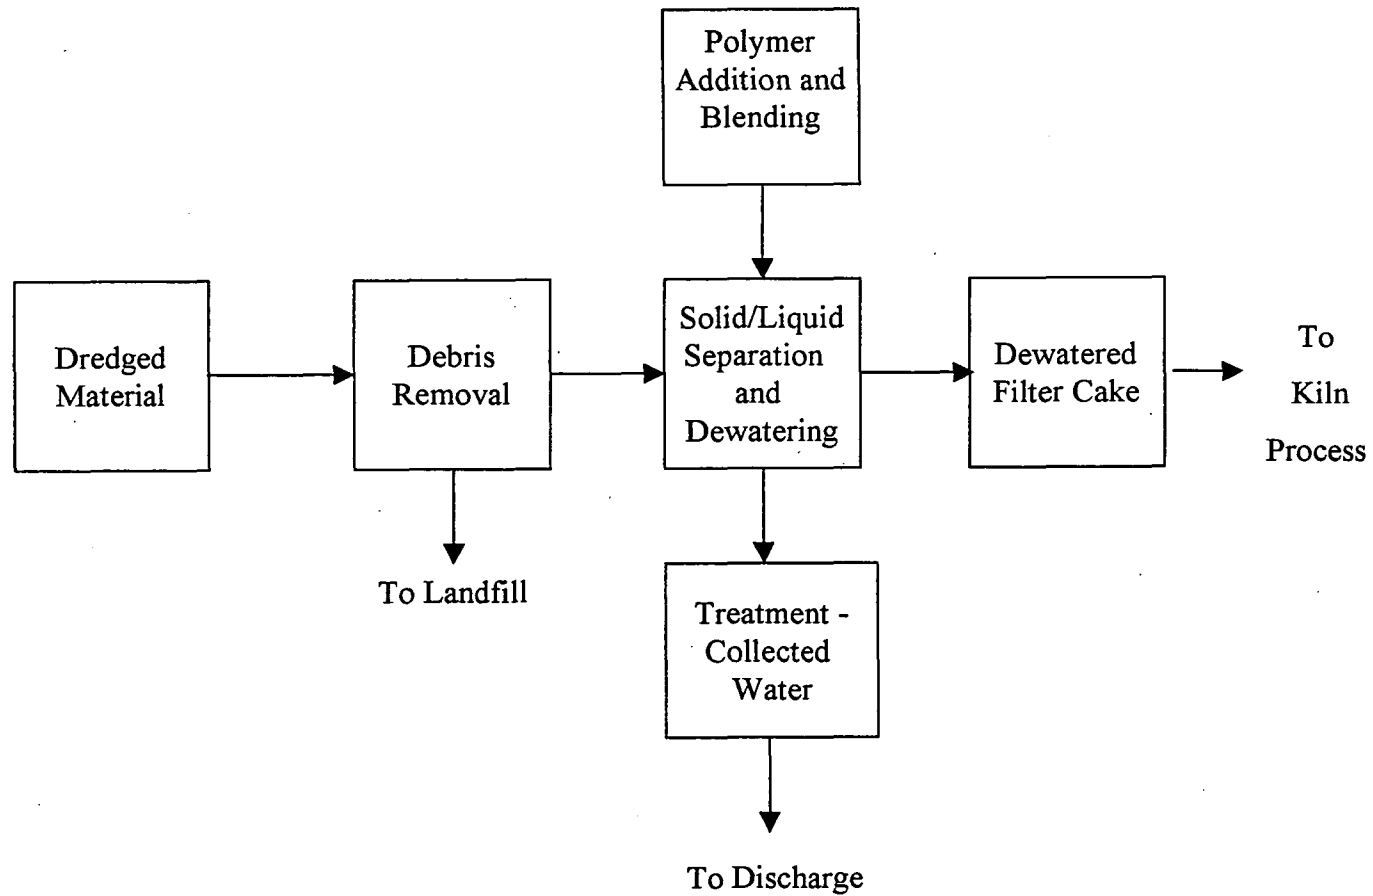 Polymer
Addition and
Blending
Dredged
Material
Debris
Removal
Solid/Liquid
Separation
and
Dewatering
Dewatered
Filter Cake
To
Kiln
Process
To Landfill
Treatment -
Collected
Water
To Discharge